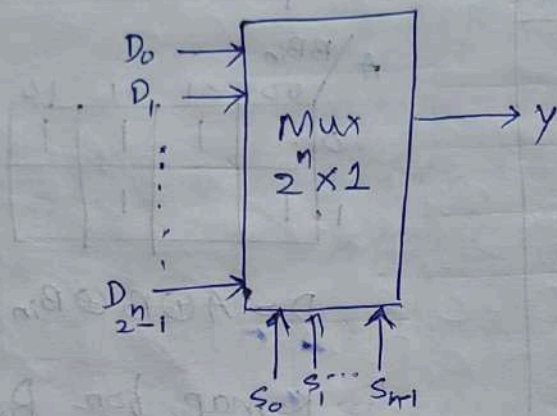 D₀
D₁
Mux
2ⁿ×1
y
D₂ⁿ₋₁
S₀ S₁ ---- Sₙ₋₁